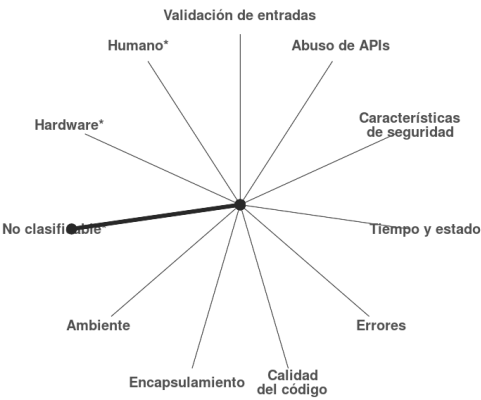 Validación de entradas
Humano*
Abuso de APIs
Hardware*
Características
de seguridad
No clasificable*
Tiempo y estado
Ambiente
Errores
Encapsulamiento
Calidad
del código